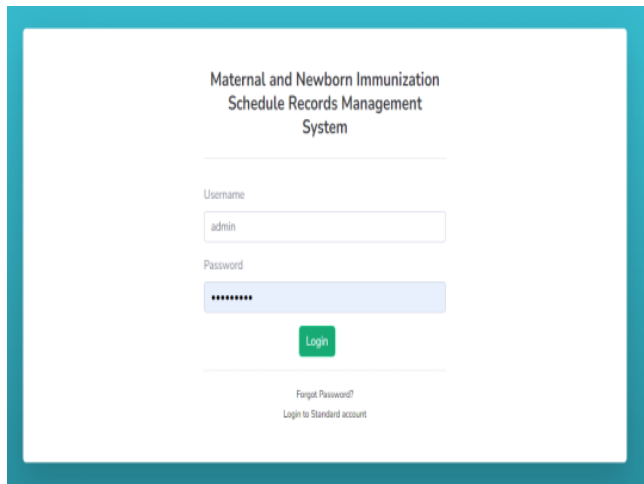 Maternal and Newborn Immunization
Schedule Records Management
System
Username
admin
Password
•••••••••
Login
Forgot Password?
Login to Standard account